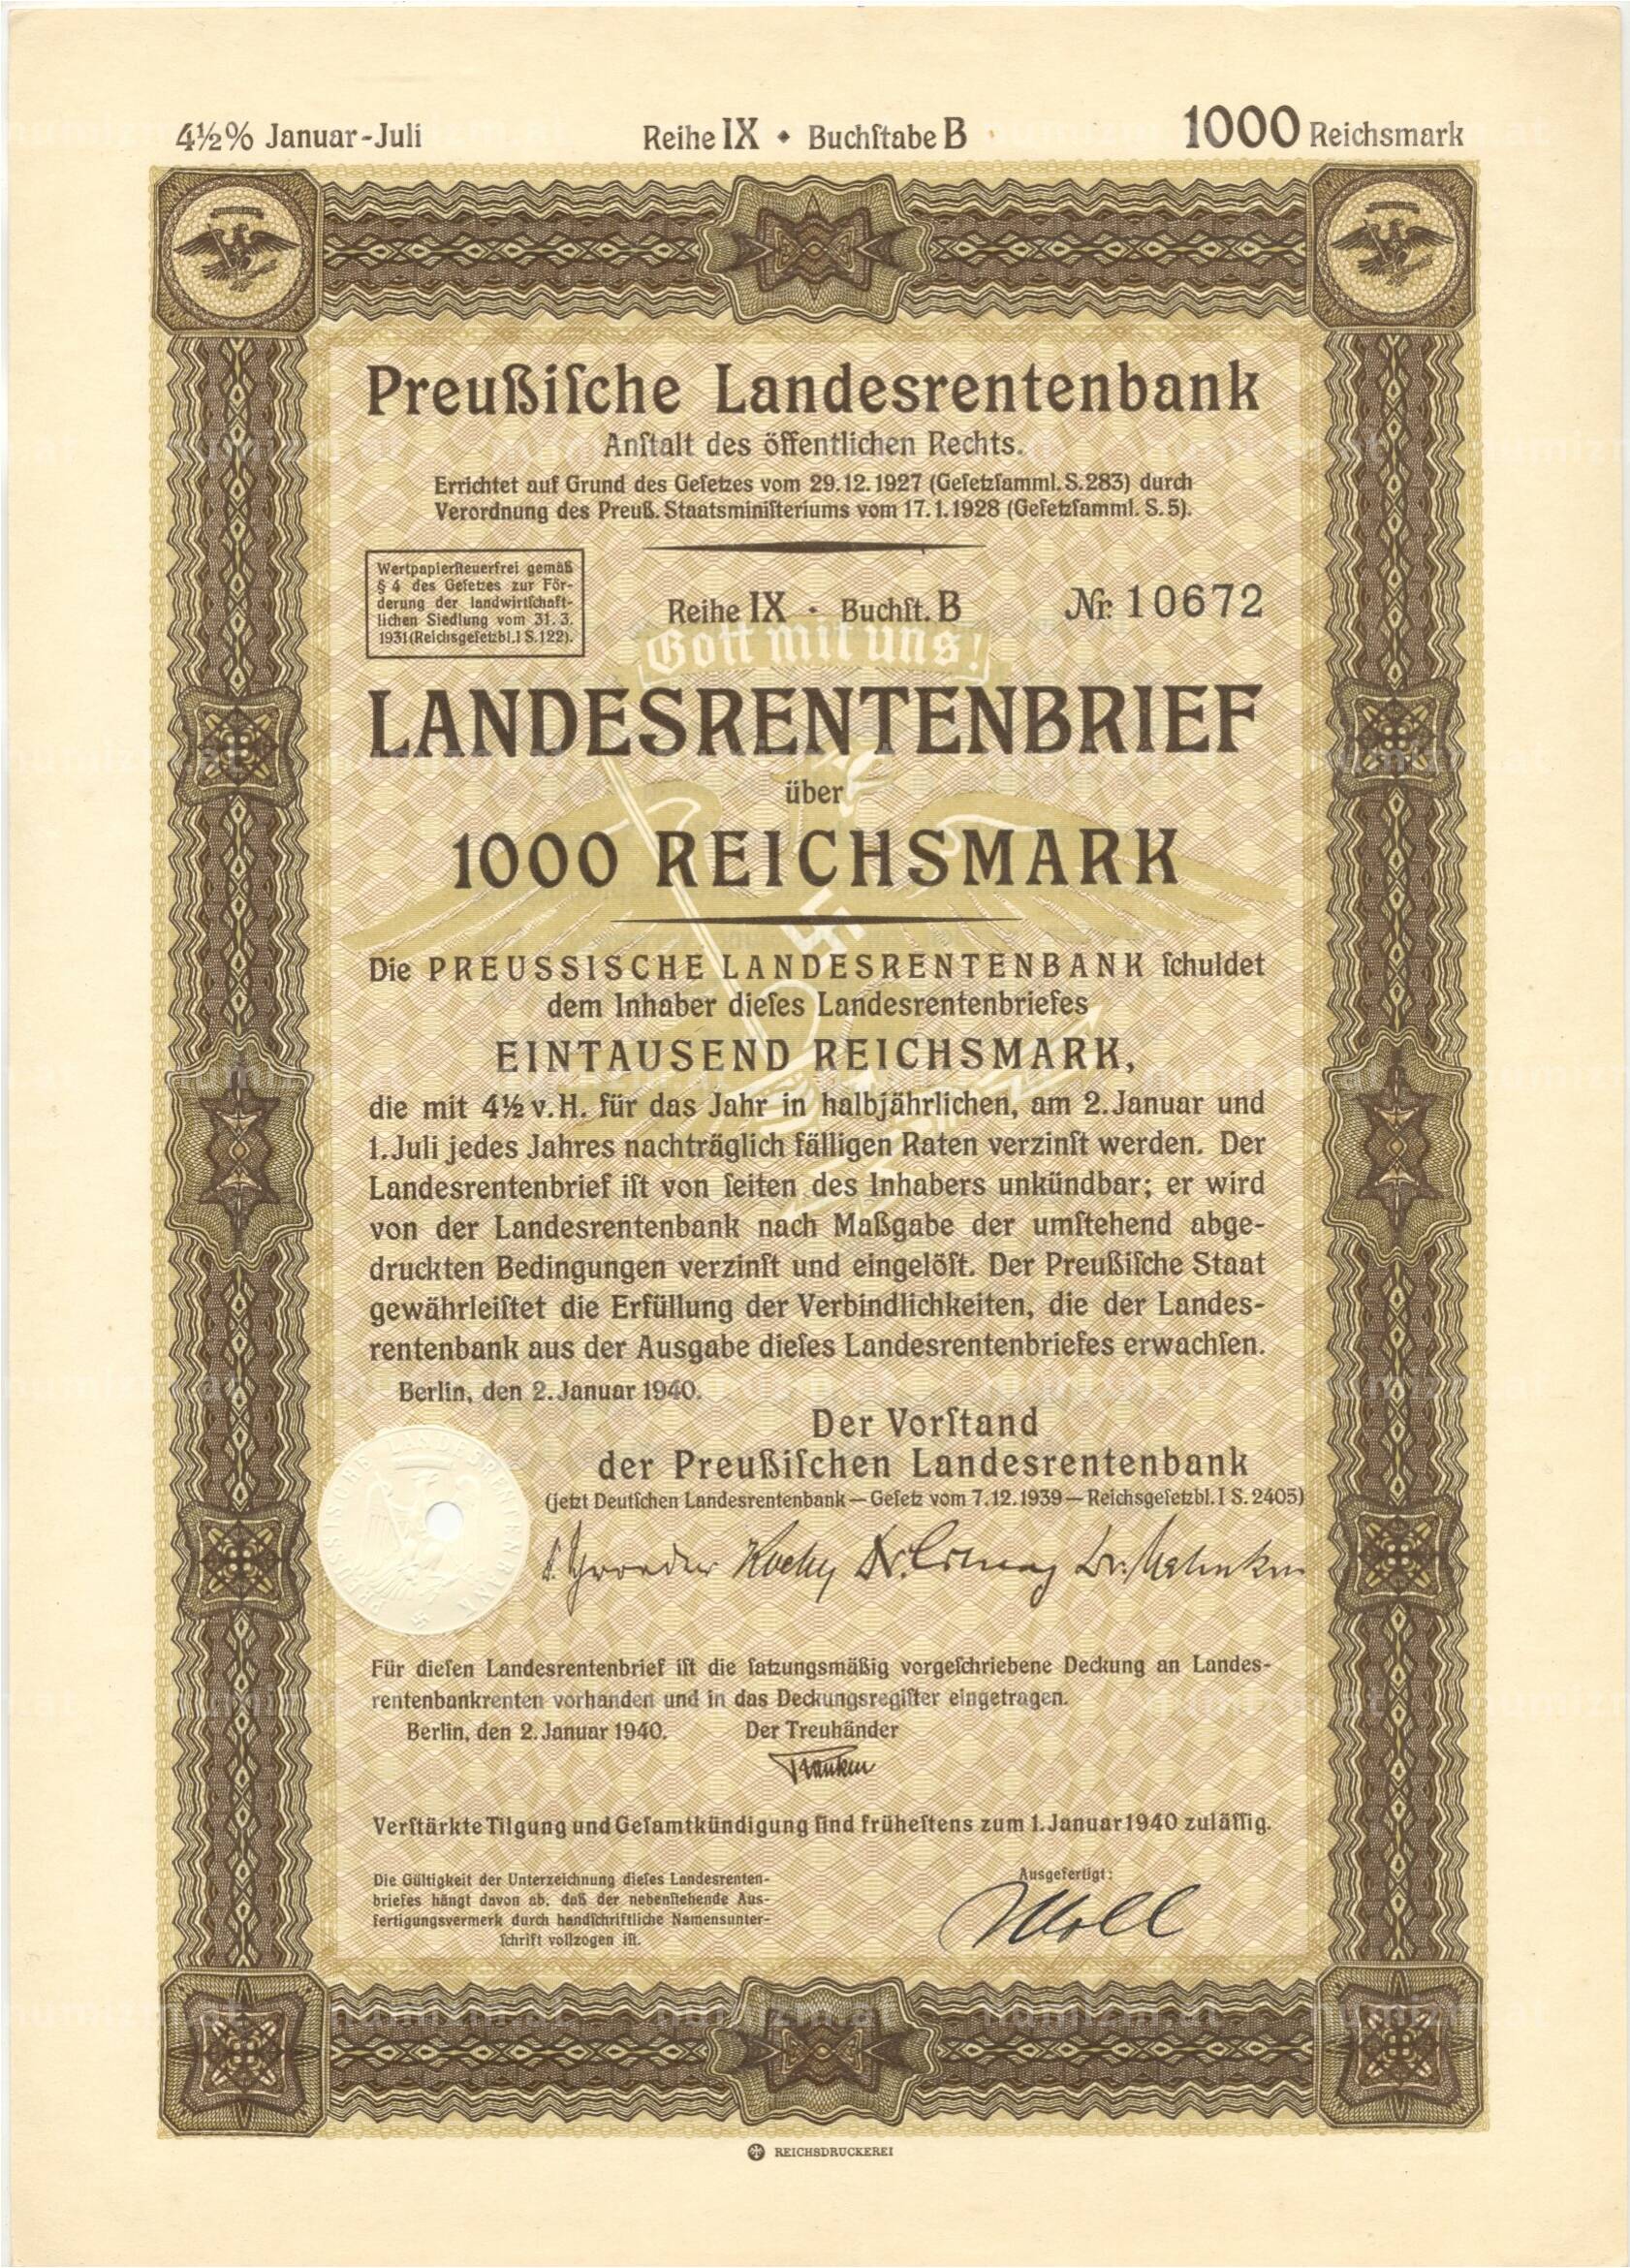 4½% Januar-Juli
Reihe IX • Buchſtabe B
1000 Reichsmark
Preußiſche Landesrentenbank
Anſtalt des öffentlichen Rechts.
Errichtet auf Grund des Geſetzes vom 29.12.1927 (Geſetzſamml. S. 283) durch
Verordnung des Preuß. Staatsminiſteriums vom 17.1.1928 (Geſetzſamml. S. 5).
Wertpapierſteuerfrei gemäß
§ 4 des Geſetzes zur För-
derung der landwirtſchaft-
lichen Siedlung vom 31. 3.
1931 (Reichsgeſetzbl. I S. 122).
Reihe IX • Buchſt. B
Nr. 10672
Gott mit uns!
LANDESRENTENBRIEF
über
1000 REICHSMARK
Die PREUSSISCHE LANDESRENTENBANK ſchuldet
dem Inhaber dieſes Landesrentenbriefes
EINTAUSEND REICHSMARK,
die mit 4½ v. H. für das Jahr in halbjährlichen, am 2. Januar und
1. Juli jedes Jahres nachträglich fälligen Raten verzinſt werden. Der
Landesrentenbrief iſt von ſeiten des Inhabers unkündbar; er wird
von der Landesrentenbank nach Maßgabe der umſtehend abge-
druckten Bedingungen verzinſt und eingelöſt. Der Preußiſche Staat
gewährleiſtet die Erfüllung der Verbindlichkeiten, die der Landes-
rentenbank aus der Ausgabe dieſes Landesrentenbriefes erwachſen.
Berlin, den 2. Januar 1940.
Der Vorſtand
der Preußiſchen Landesrentenbank
(jetzt Deutſchen Landesrentenbank — Geſetz vom 7.12.1939 — Reichsgeſetzbl. I S. 2405)
PREUSSISCHE LANDESRENTENBANK
Für dieſen Landesrentenbrief iſt die ſatzungsmäßig vorgeſchriebene Deckung an Landes-
rentenbankrenten vorhanden und in das Deckungsregiſter eingetragen.
Berlin, den 2. Januar 1940.
Der Treuhänder
Verſtärkte Tilgung und Geſamtkündigung ſind früheſtens zum 1. Januar 1940 zuläſſig.
Die Gültigkeit der Unterzeichnung dieſes Landesrenten-
briefes hängt davon ab, daß der nebenſtehende Aus-
fertigungsvermerk durch handſchriftliche Namensunter-
ſchrift vollzogen iſt.
Ausgefertigt:
Moll
REICHSDRUCKEREI
numizm.at